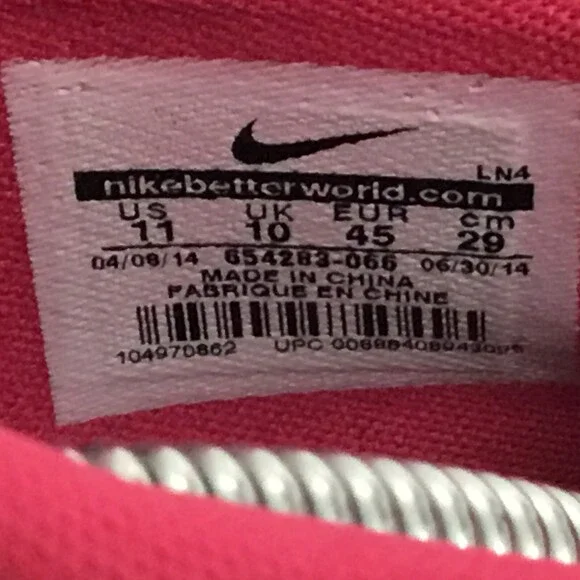 LN4
nikebetterworld.com
US UK EUR cm
11 10 45 29
04/09/14 654283-066 06/30/14
MADE IN CHINA
FABRIQUE EN CHINE
104970862 UPC